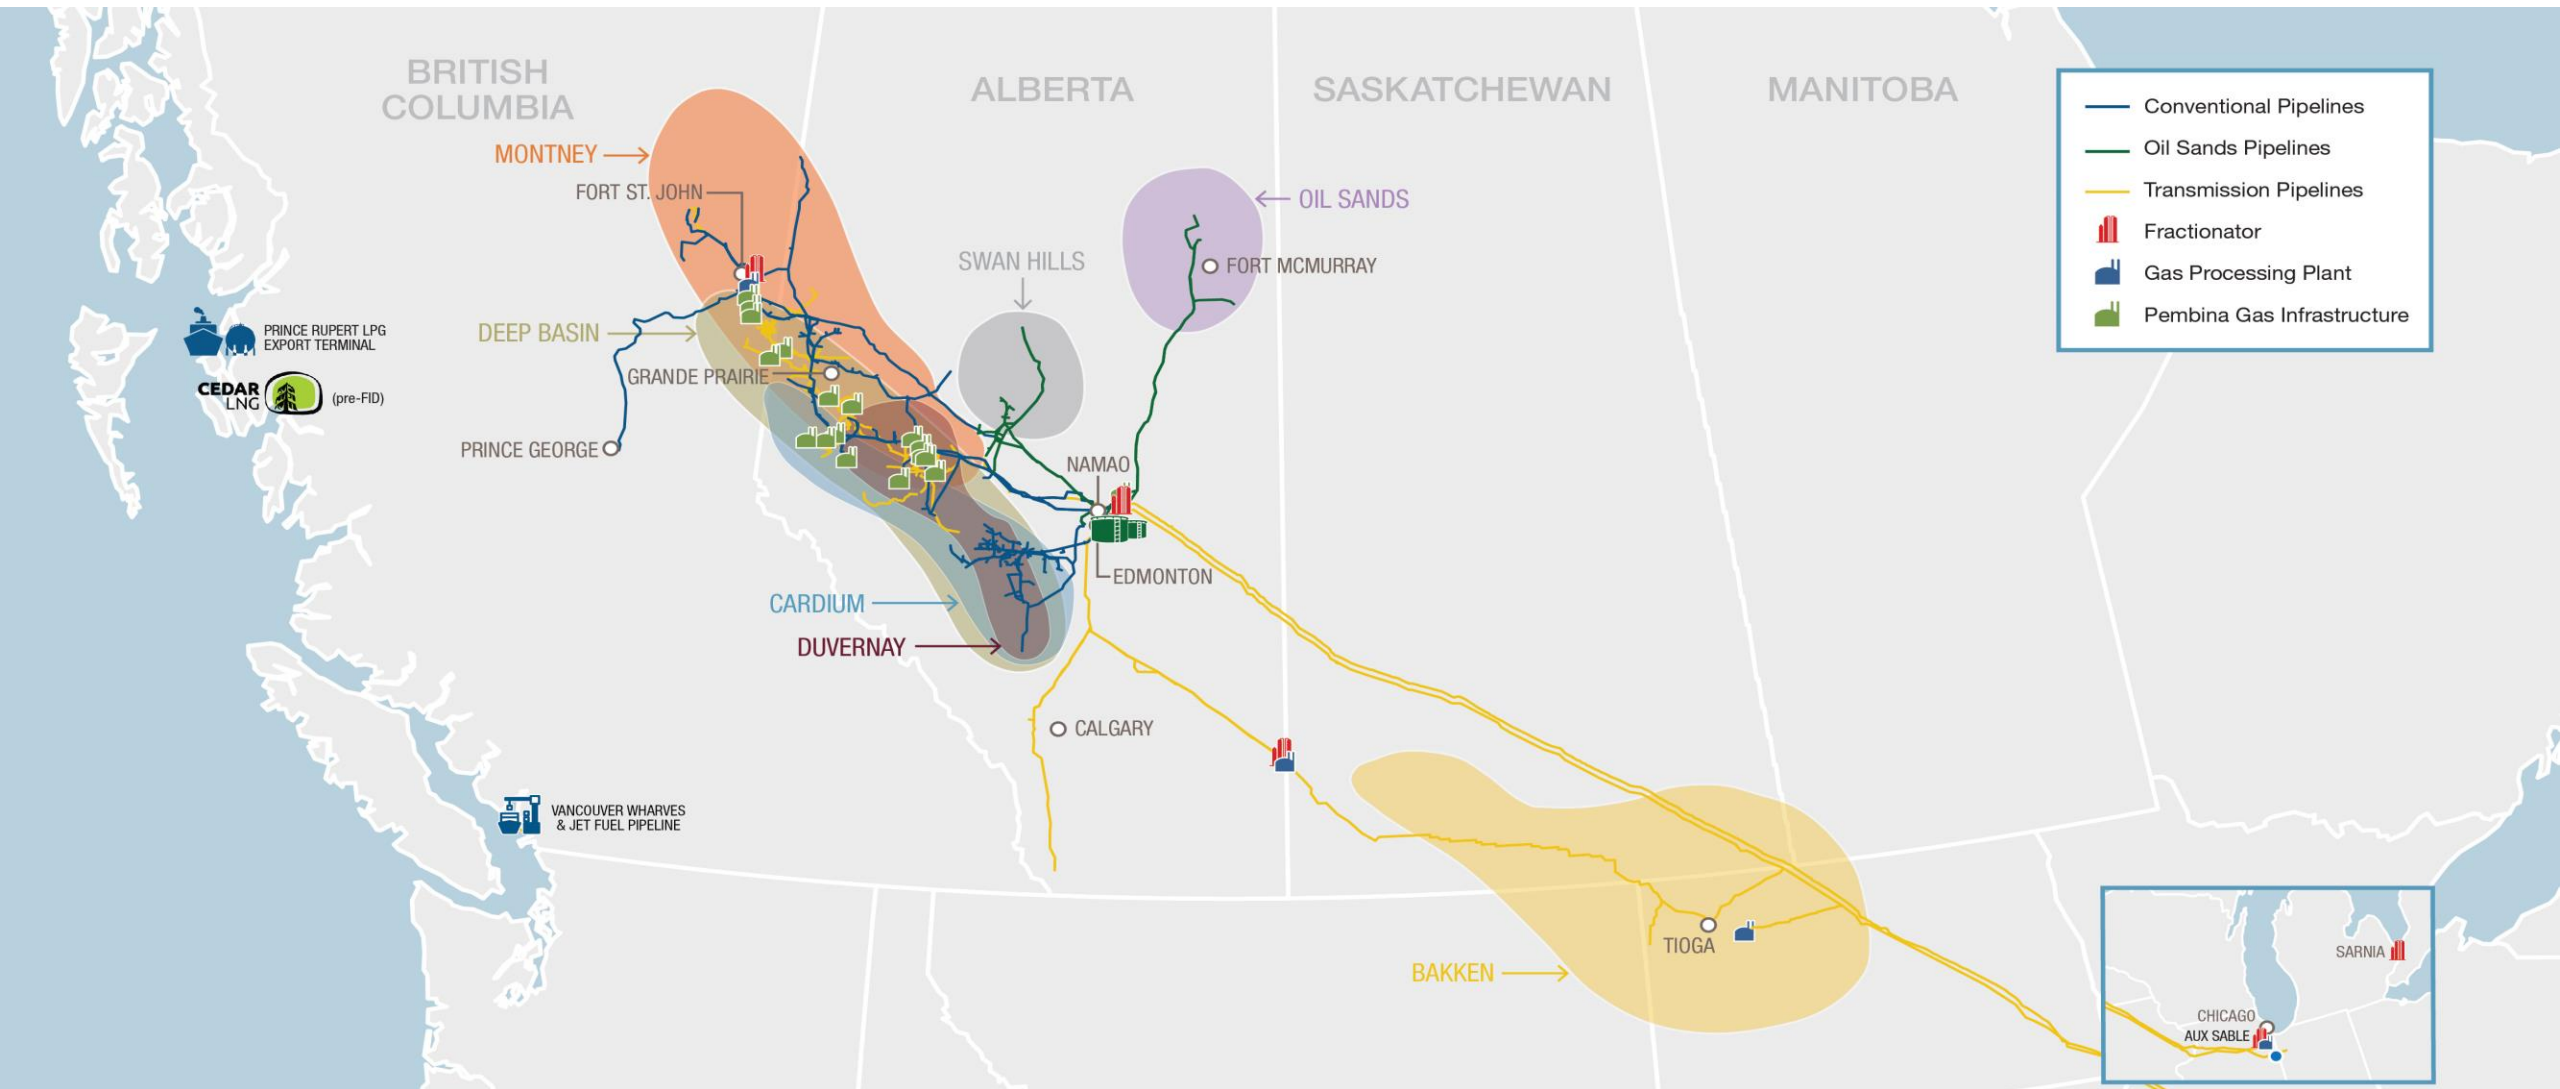 BRITISH
COLUMBIA
ALBERTA
SASKATCHEWAN
MANITOBA
Conventional Pipelines
Oil Sands Pipelines
Transmission Pipelines
Fractionator
Gas Processing Plant
Pembina Gas Infrastructure
MONTNEY
FORT ST. JOHN
OIL SANDS
SWAN HILLS
FORT MCMURRAY
PRINCE RUPERT LPG
EXPORT TERMINAL
DEEP BASIN
GRANDE PRAIRIE
CEDAR
LNG
(pre-FID)
PRINCE GEORGE
NAMAO
EDMONTON
CARDIUM
DUVERNAY
CALGARY
VANCOUVER WHARVES
& JET FUEL PIPELINE
TIOGA
BAKKEN
SARNIA
CHICAGO
AUX SABLE